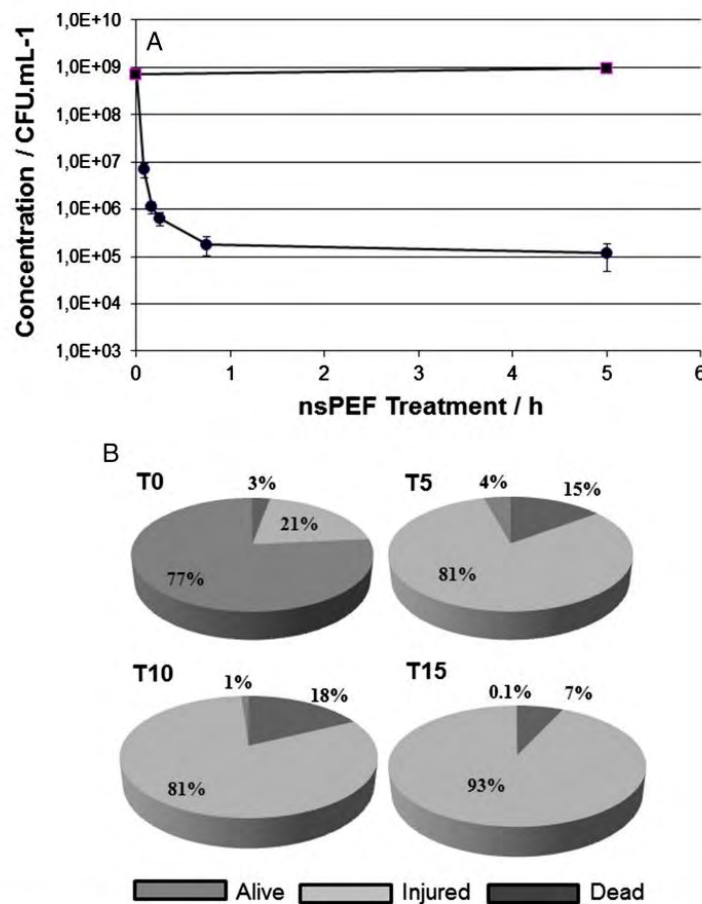 A
1,0E+10
1,0E+09
1,0E+08
1,0E+07
1,0E+06
1,0E+05
1,0E+04
1,0E+03
Concentration / CFU.mL-1
0 1 2 3 4 5 6
nsPEF Treatment / h
B
T0
3%
21%
77%
T5
4%
15%
81%
T10
1%
18%
81%
T15
0.1%
7%
93%
Alive Injured Dead